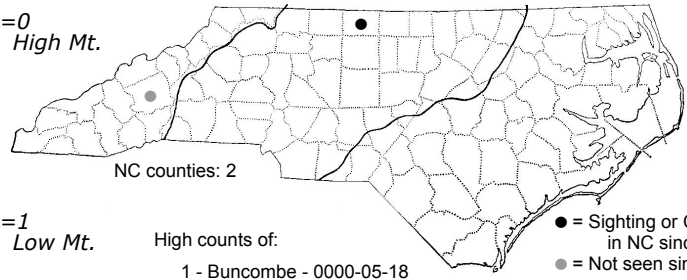 =0
High Mt.
NC counties: 2
=1
Low Mt.
High counts of:
1 - Buncombe - 0000-05-18
● = Sighting or
in NC sinc
● = Not seen sin